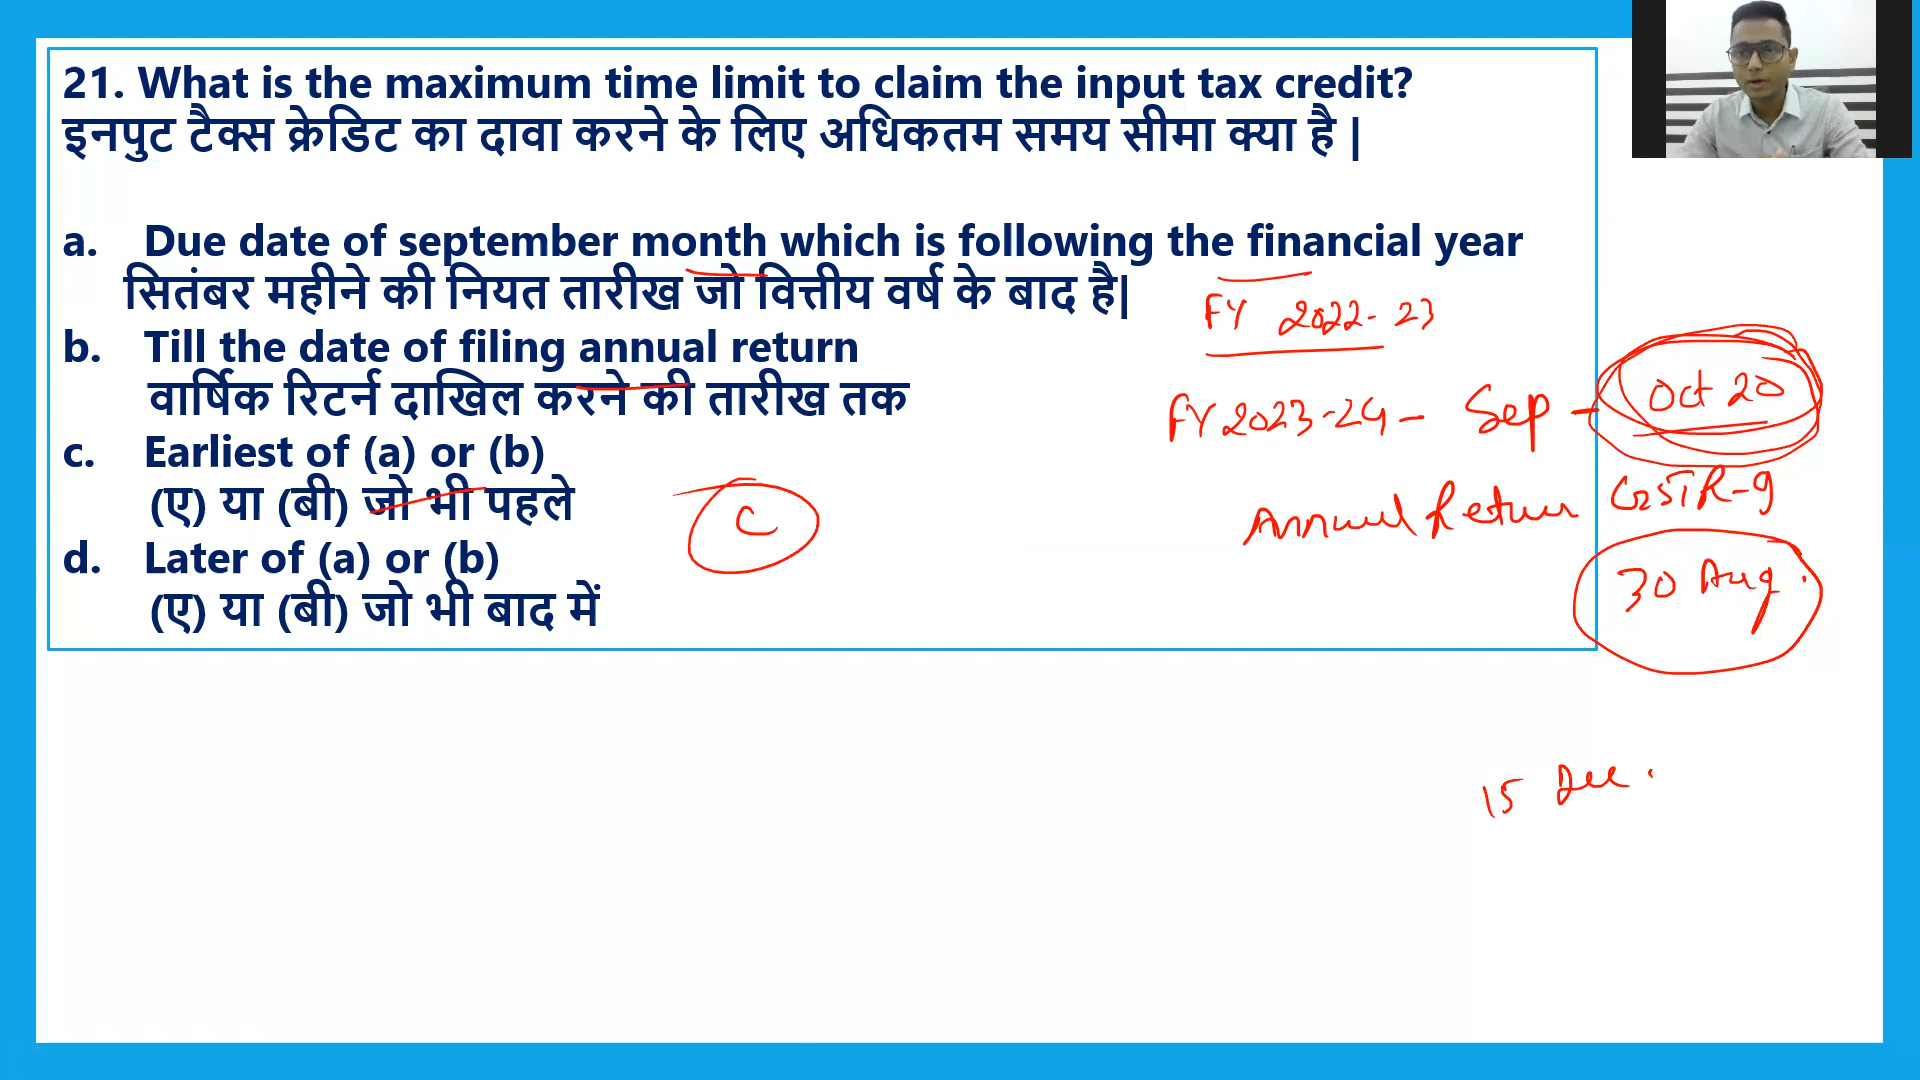 21. What is the maximum time limit to claim the input tax credit?
इनपुट टैक्स क्रेडिट का दावा करने के लिए अधिकतम समय सीमा क्या है |
a. Due date of september month which is following the financial year
सितंबर महीने की नियत तारीख जो वित्तीय वर्ष के बाद है|
FY 2022-23
b. Till the date of filing annual return
वार्षिक रिटर्न दाखिल करने की तारीख तक
FY 2023-24 - Sep - Oct 20
c. Earliest of (a) or (b)
(ए) या (बी) जो भी पहले
C
Annual Return GSTR-9
d. Later of (a) or (b)
(ए) या (बी) जो भी बाद में
30 Aug.
15 Dec.